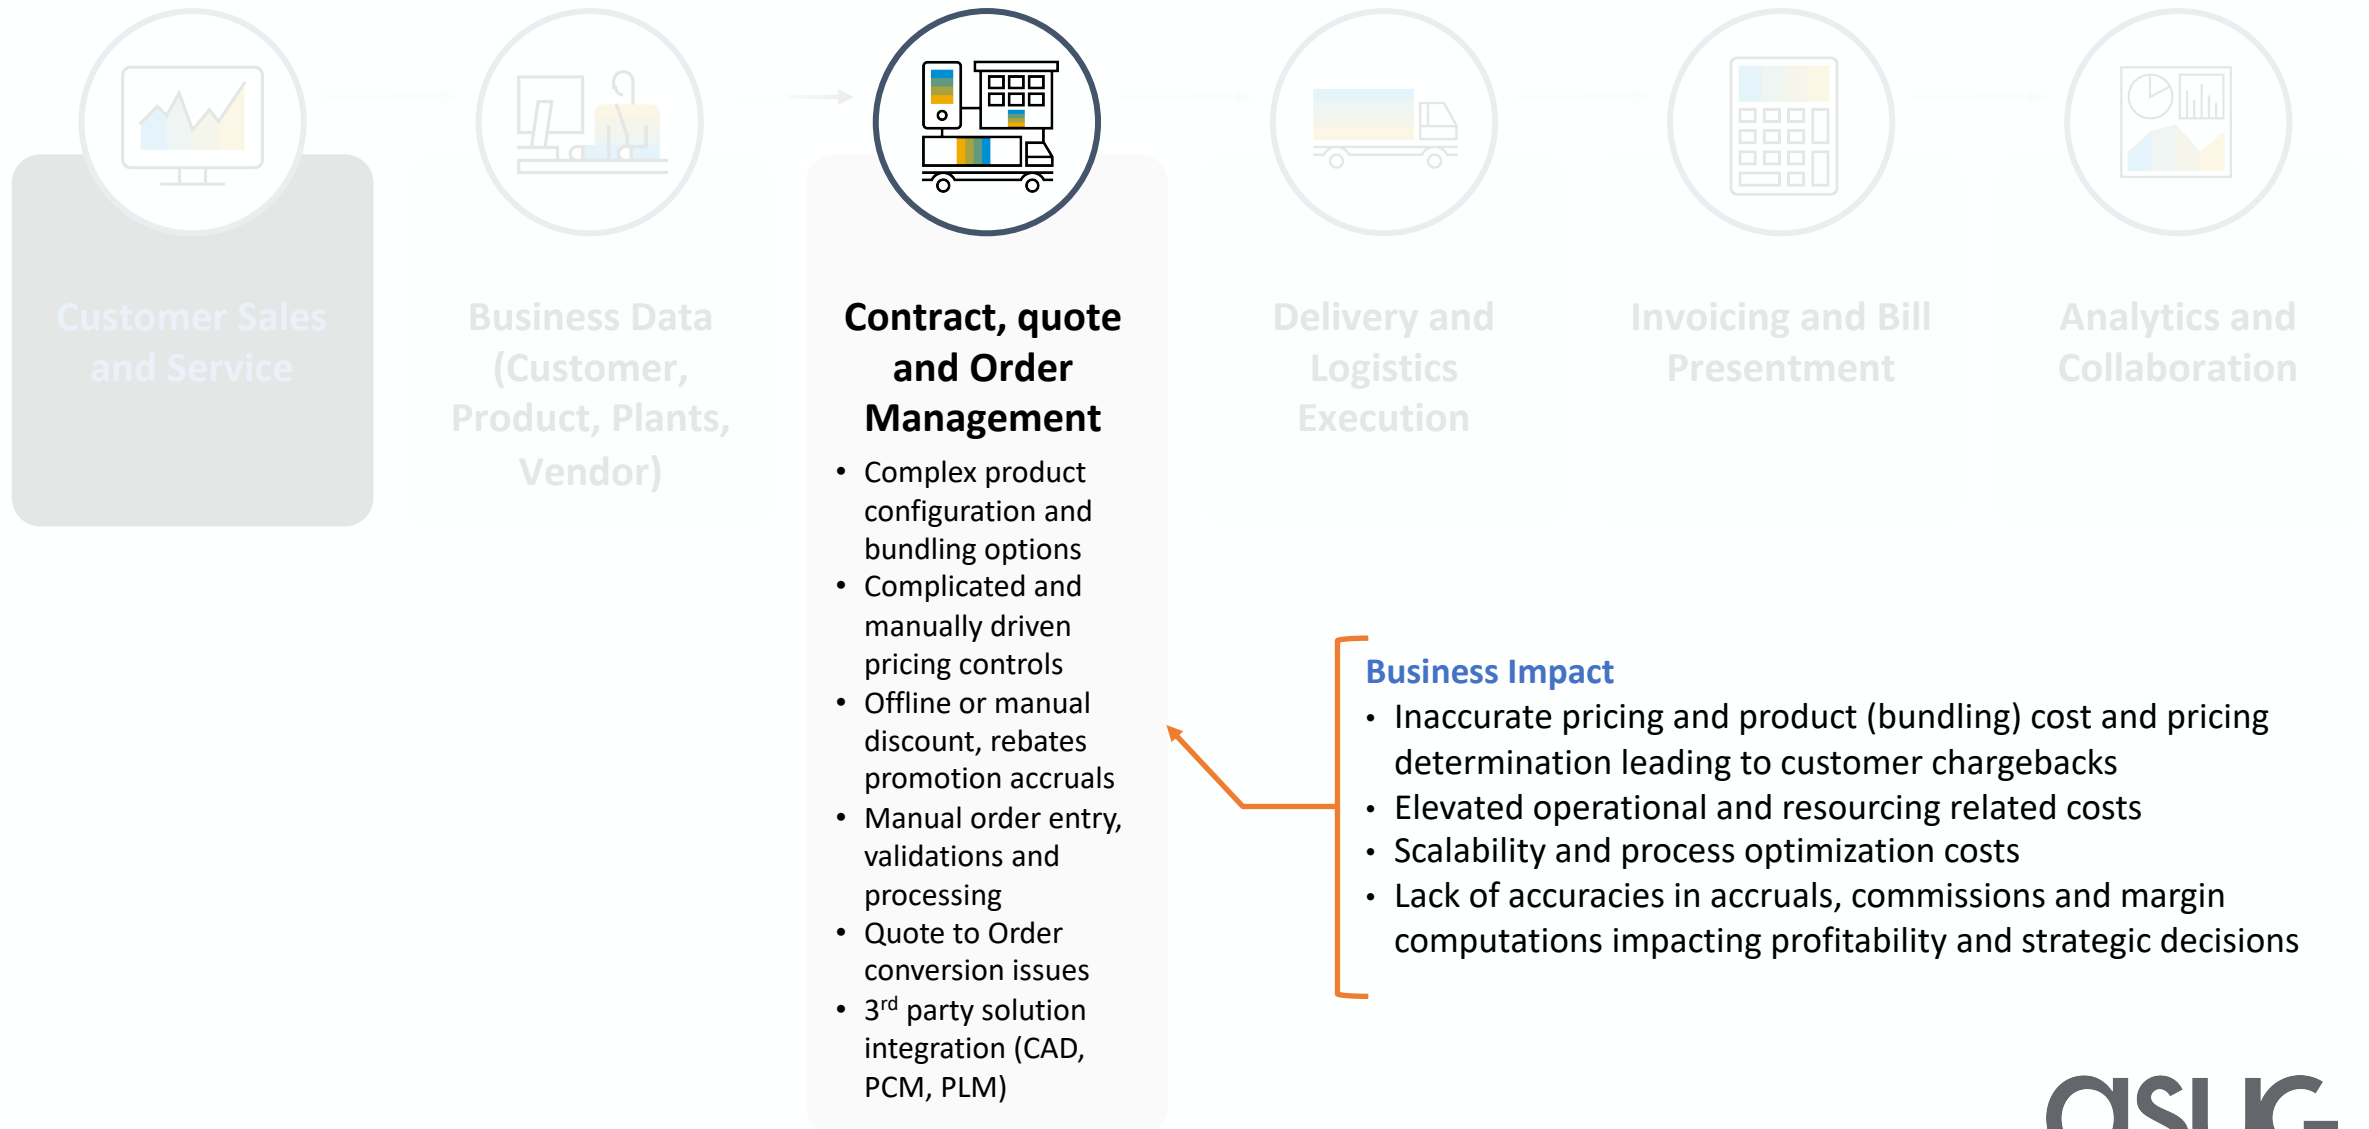 Customer Sales
and Service
Business Data
(Customer,
Product, Plants,
Vendor)
Contract, quote
and Order
Management
• Complex product
configuration and
bundling options
• Complicated and
manually driven
pricing controls
• Offline or manual
discount, rebates
promotion accruals
• Manual order entry,
validations and
processing
• Quote to Order
conversion issues
• 3rd party solution
integration (CAD,
PCM, PLM)
Delivery and
Logistics
Execution
Invoicing and Bill
Presentment
Analytics and
Collaboration
Business Impact
• Inaccurate pricing and product (bundling) cost and pricing
determination leading to customer chargebacks
• Elevated operational and resourcing related costs
• Scalability and process optimization costs
• Lack of accuracies in accruals, commissions and margin
computations impacting profitability and strategic decisions
asug